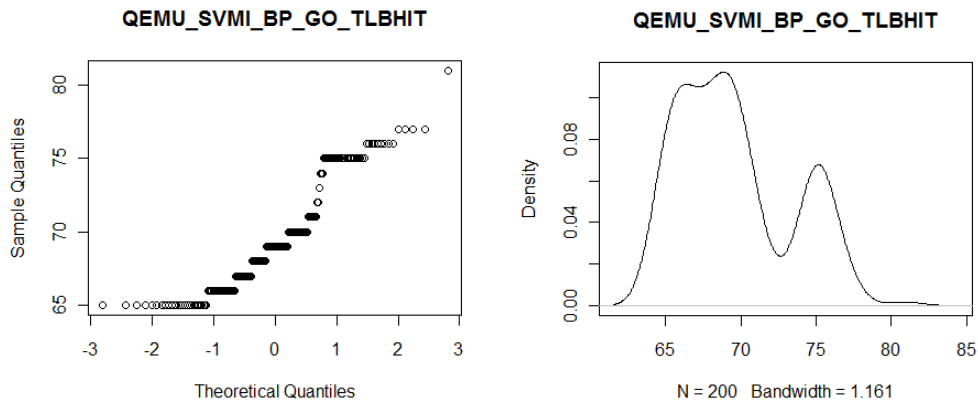 QEMU_SVMI_BP_GO_TLBHIT
Sample Quantiles
80
75
70
65
-3 -2 -1 0 1 2 3
Theoretical Quantiles
QEMU_SVMI_BP_GO_TLBHIT
Density
0.08
0.04
0.00
65 70 75 80 85
N = 200 Bandwidth = 1.161